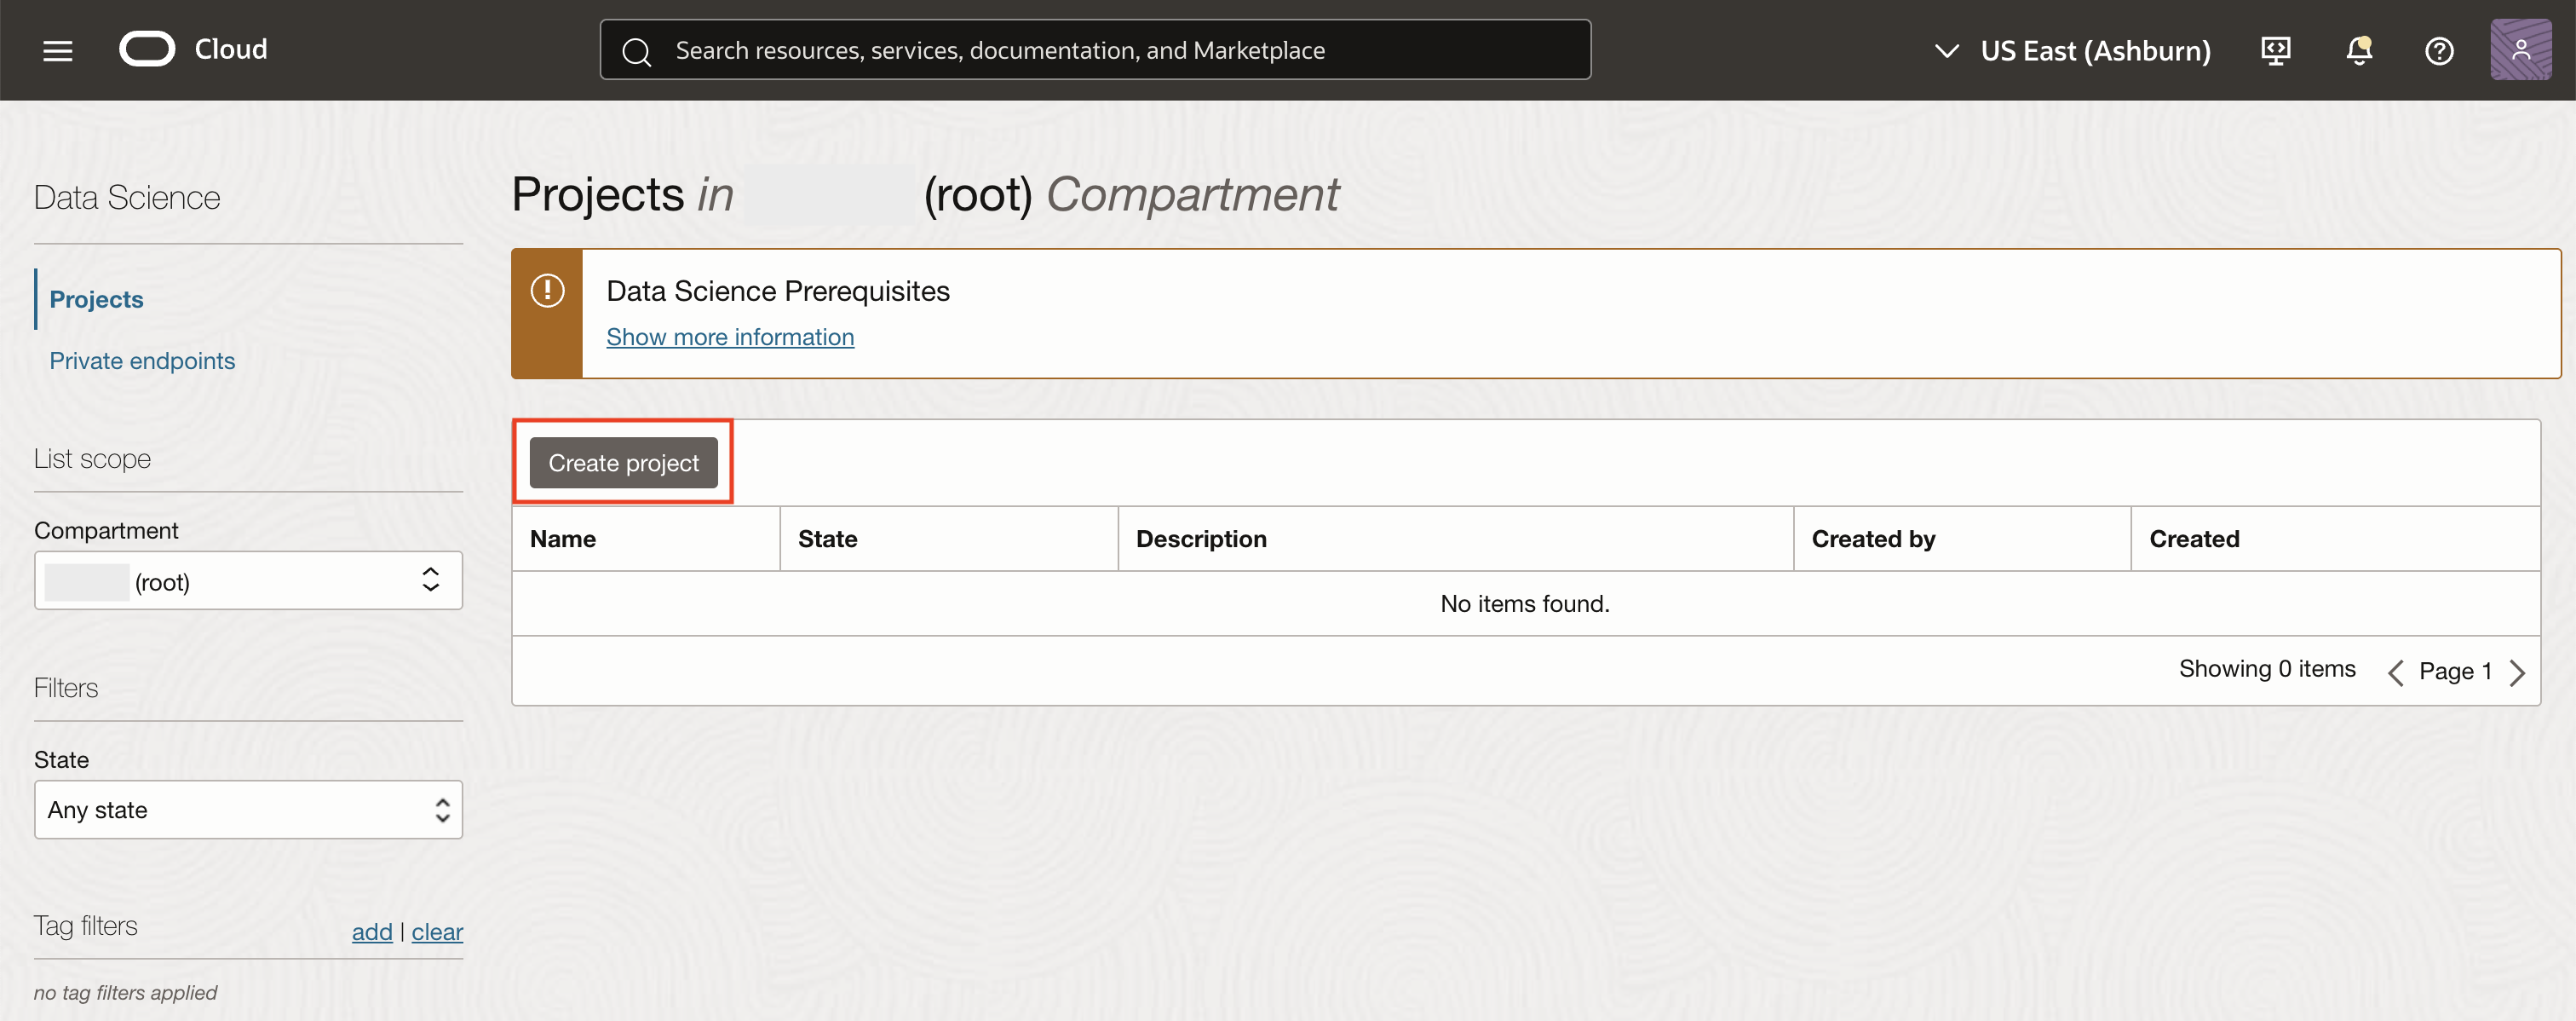 Cloud
Search resources, services, documentation, and Marketplace
US East (Ashburn)
Data Science
Projects
Private endpoints
List scope
Compartment
(root)
Filters
State
Any state
Tag filters
add | clear
no tag filters applied
Projects in (root) Compartment
Data Science Prerequisites
Show more information
Create project
Name State Description Created by Created
No items found.
Showing 0 items Page 1